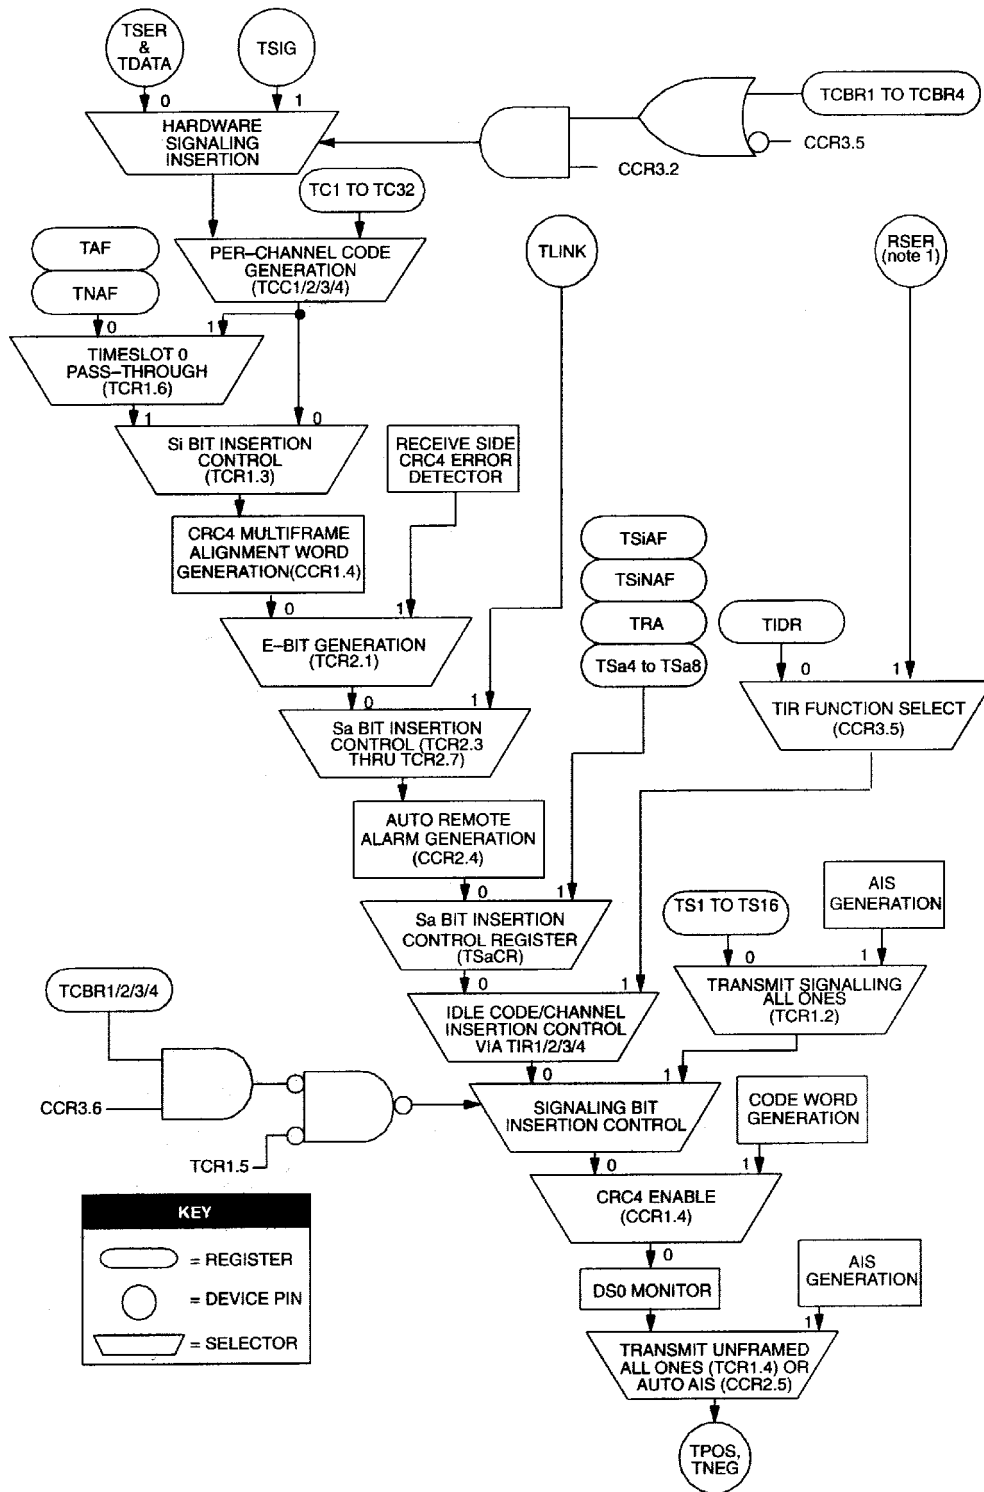 TSER
&
TDATA
TSIG
0
1
HARDWARE
SIGNALING
INSERTION
TCBR1 TO TCBR4
CCR3.5
CCR3.2
TC1 TO TC32
TAF
TNAF
PER–CHANNEL CODE
GENERATION
(TCC1/2/3/4)
TLINK
RSER
(note 1)
0
1
TIMESLOT 0
PASS–THROUGH
(TCR1.6)
1
0
Si BIT INSERTION
CONTROL
(TCR1.3)
RECEIVE SIDE
CRC4 ERROR
DETECTOR
CRC4 MULTIFRAME
ALIGNMENT WORD
GENERATION(CCR1.4)
TSiAF
TSiNAF
TRA
TSa4 to TSa8
0
1
E–BIT GENERATION
(TCR2.1)
TIDR
0
1
TIR FUNCTION SELECT
(CCR3.5)
0
1
Sa BIT INSERTION
CONTROL (TCR2.3
THRU TCR2.7)
AUTO REMOTE
ALARM GENERATION
(CCR2.4)
0
1
Sa BIT INSERTION
CONTROL REGISTER
(TSaCR)
TS1 TO TS16
AIS
GENERATION
0
1
TRANSMIT SIGNALLING
ALL ONES
(TCR1.2)
0
1
IDLE CODE/CHANNEL
INSERTION CONTROL
VIA TIR1/2/3/4
TCBR1/2/3/4
CCR3.6
TCR1.5
0
1
SIGNALING BIT
INSERTION CONTROL
CODE WORD
GENERATION
0
1
CRC4 ENABLE
(CCR1.4)
0
DS0 MONITOR
AIS
GENERATION
1
TRANSMIT UNFRAMED
ALL ONES (TCR1.4) OR
AUTO AIS (CCR2.5)
TPOS,
TNEG
KEY
= REGISTER
= DEVICE PIN
= SELECTOR